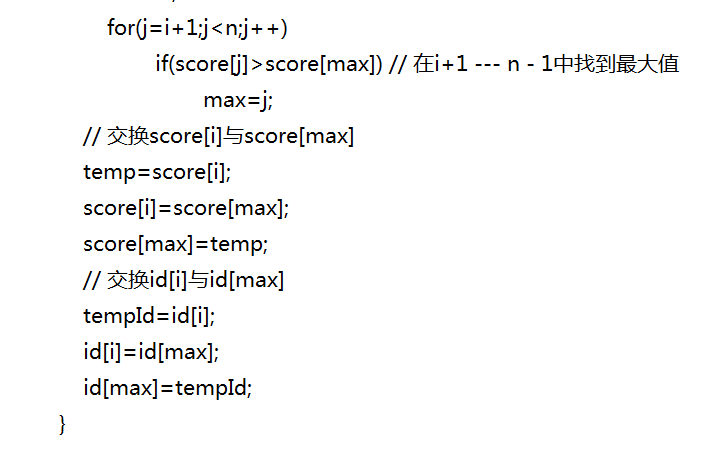 for(j=i+1;j<n;j++)
if(score[j]>score[max]) // 在i+1 --- n - 1中找到最大值
max=j;
// 交换score[i]与score[max]
temp=score[i];
score[i]=score[max];
score[max]=temp;
// 交换id[i]与id[max]
tempId=id[i];
id[i]=id[max];
id[max]=tempId;
}